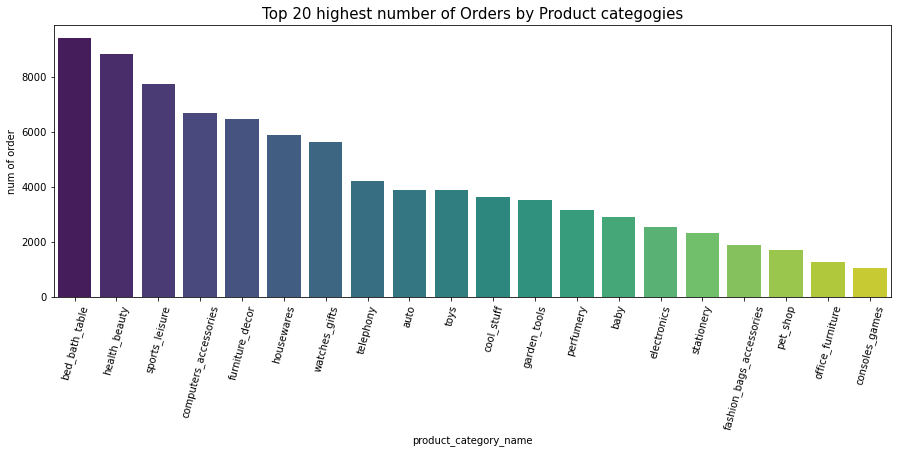 Top 20 highest number of Orders by Product categogies
num of order
8000
6000
4000
2000
0
bed_bath_table
health_beauty
sports_leisure
computers_accessories
furniture_decor
housewares
watches_gifts
telephony
auto
toys
cool_stuff
garden_tools
perfumery
baby
electronics
stationery
fashion_bags_accessories
pet_shop
office_furniture
consoles_games
product_category_name